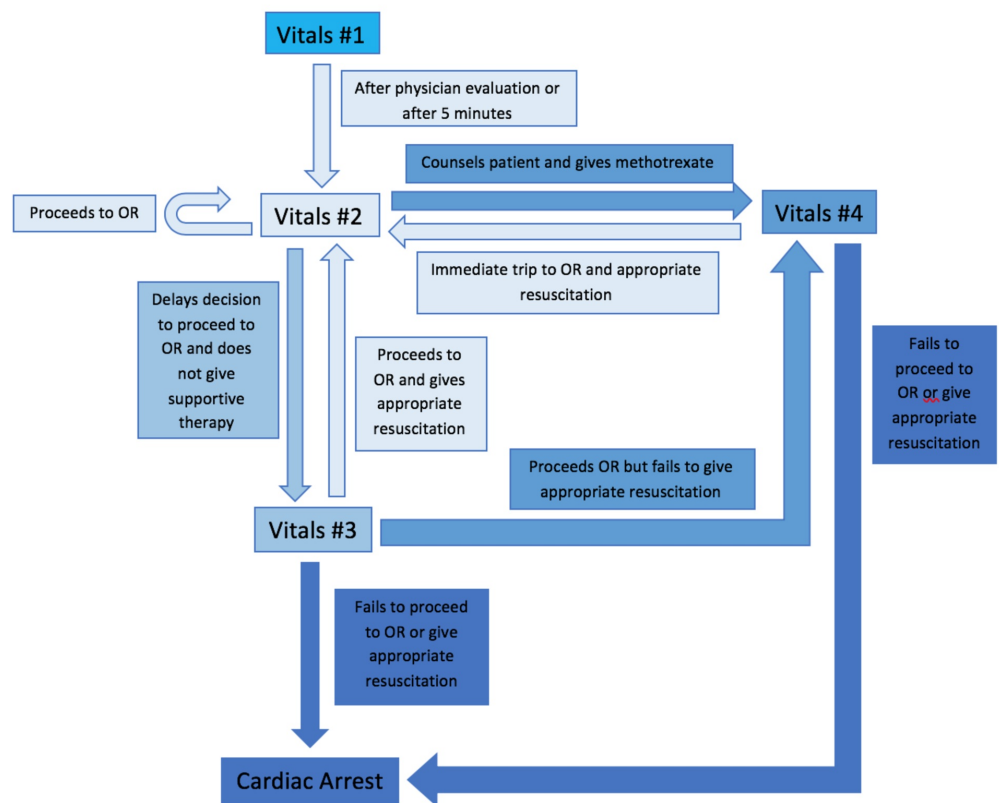 Vitals #1
After physician evaluation or
after 5 minutes
Counsels patient and gives methotrexate
Proceeds to OR
Vitals #2
Vitals #4
Immediate trip to OR and appropriate
resuscitation
Delays decision
to proceed to
OR and does
not give
supportive
therapy
Proceeds to
OR and gives
appropriate
resuscitation
Fails to
proceed to
OR or give
appropriate
resuscitation
Proceeds OR but fails to give
appropriate resuscitation
Vitals #3
Fails to proceed
to OR or give
appropriate
resuscitation
Cardiac Arrest